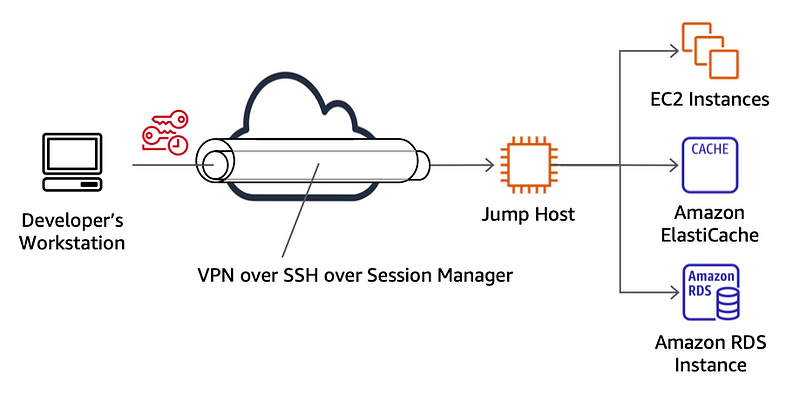 Developer's
Workstation
VPN over SSH over Session Manager
Jump Host
EC2 Instances
CACHE
Amazon
ElastiCache
Amazon
RDS
Amazon RDS
Instance